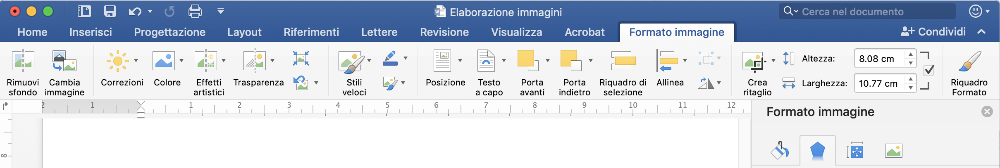 Elaborazione immagini
Cerca nel documento
Home Inserisci Progettazione Layout Riferimenti Lettere Revisione Visualizza Acrobat Formato immagine Condividi
Rimuovi sfondo
Cambia immagine
Correzioni
Colore
Effetti artistici
Trasparenza
Stili veloci
Posizione
Testo a capo
Porta avanti
Porta indietro
Riquadro di selezione
Allinea
Crea ritaglio
Altezza: 8.08 cm
Larghezza: 10.77 cm
Riquadro Formato
2 1 1 2 3 4 5 6 7 8 9 10 11 12
Formato immagine
8